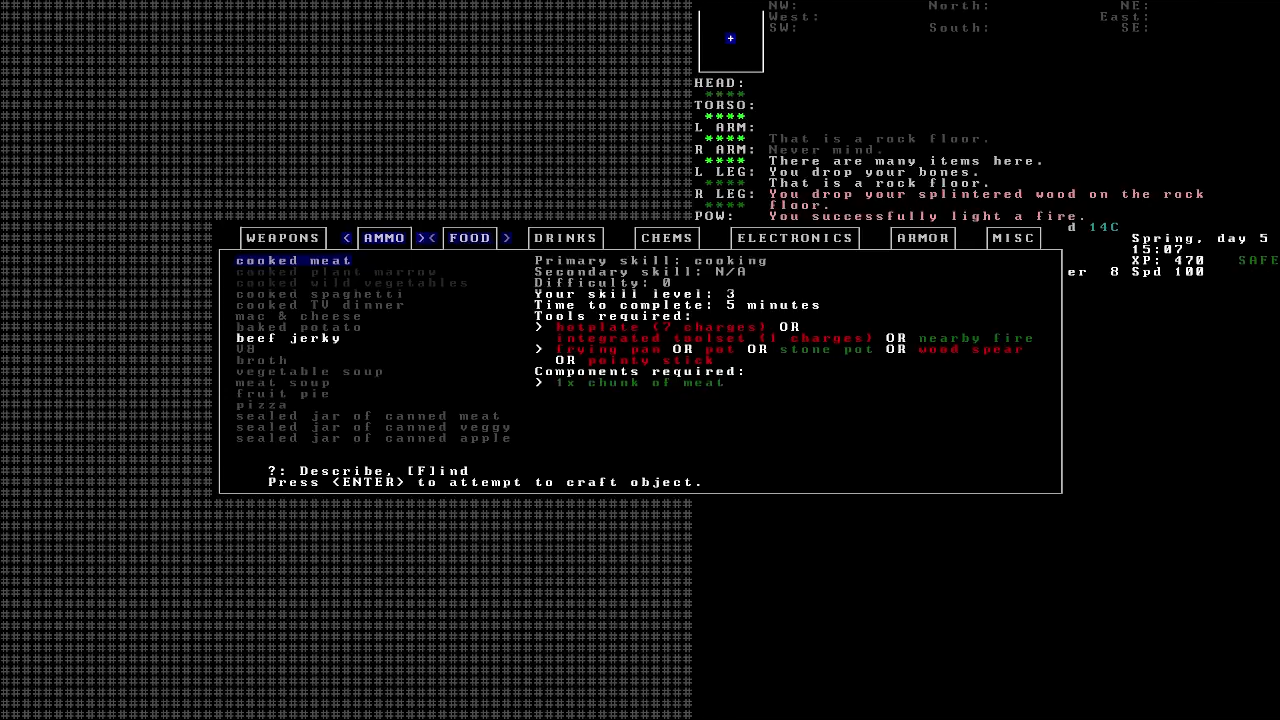 NW: North: NE:
West: East:
SW: South: SE:
HEAD:
****
TORSO:
****
L ARM:
**** That is a rock floor.
R ARM: Never mind.
**** There are many items here.
L LEG: You drop your bones.
**** That is a rock floor.
R LEG: You drop your splintered wood on the rock
**** floor.
POW: You successfully light a fire.
d 14C
Spring, day 5
15:07
XP: 470 SAFE
er 8 Spd 100
WEAPONS < AMMO >< FOOD > DRINKS CHEMS ELECTRONICS ARMOR MISC
cooked meat
cooked plant marrow
cooked wild vegetables
cooked spaghetti
cooked TV dinner
mac & cheese
baked potato
beef jerky
V8
broth
vegetable soup
meat soup
fruit pie
pizza
sealed jar of canned meat
sealed jar of canned veggy
sealed jar of canned apple
Primary skill: cooking
Secondary skill: N/A
Difficulty: 0
Your skill level: 3
Time to complete: 5 minutes
Tools required:
> hotplate (7 charges) OR
integrated toolset (1 charges) OR nearby fire
> frying pan OR pot OR stone pot OR wood spear
OR pointy stick
Components required:
> 1x chunk of meat
?: Describe, [F]ind
Press <ENTER> to attempt to craft object.